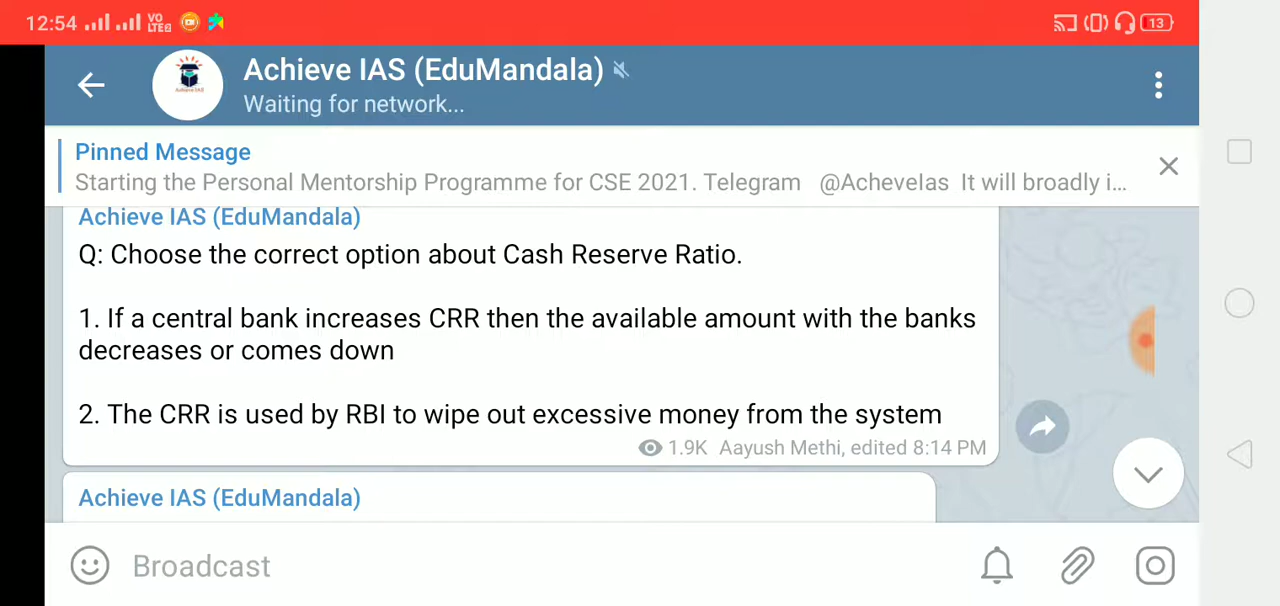 12:54 VO LTE2 13
Achieve IAS (EduMandala)
Waiting for network...
Pinned Message
Starting the Personal Mentorship Programme for CSE 2021. Telegram @AcheveIas It will broadly i...
Achieve IAS (EduMandala)
Q: Choose the correct option about Cash Reserve Ratio.
1. If a central bank increases CRR then the available amount with the banks
decreases or comes down
2. The CRR is used by RBI to wipe out excessive money from the system
1.9K Aayush Methi, edited 8:14 PM
Achieve IAS (EduMandala)
Broadcast